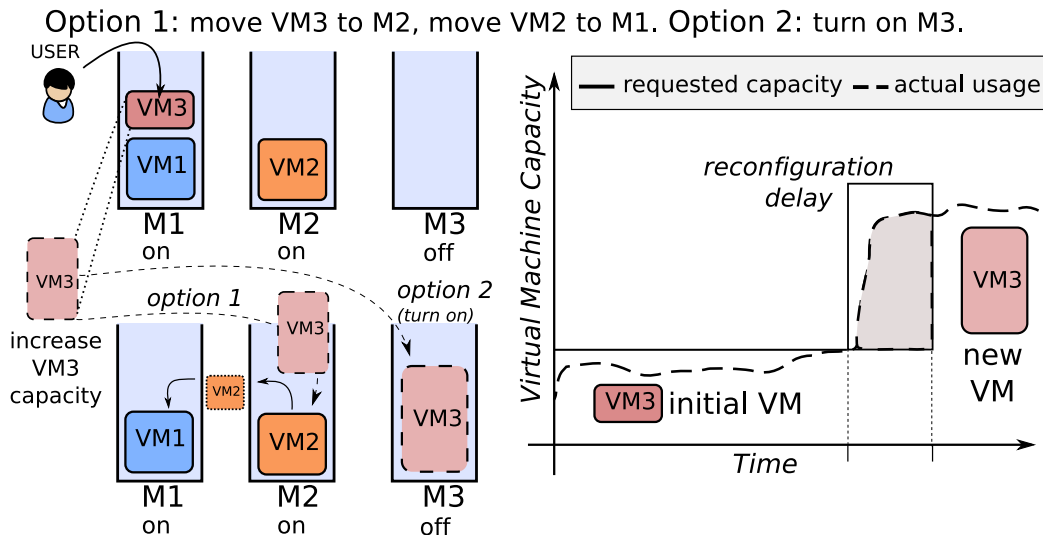 Option 1: move VM3 to M2, move VM2 to M1. Option 2: turn on M3.
USER
VM3
VM1
VM2
M1
on
M2
on
M3
off
VM3
increase
VM3
capacity
option 1
option 2
(turn on)
VM3
VM2
VM1
VM2
VM3
M1
on
M2
on
M3
off
requested capacity
actual usage
Virtual Machine Capacity
reconfiguration
delay
VM3
new
VM
VM3
initial VM
Time